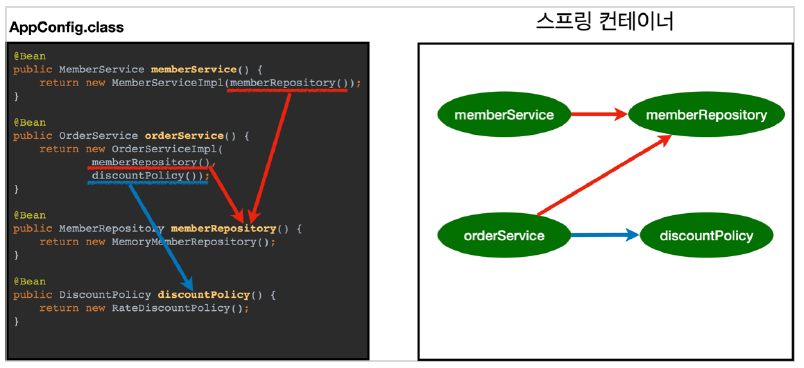 AppConfig.class
@Bean
public MemberService memberService() {
return new MemberServiceImpl(memberRepository());
}
@Bean
public OrderService orderService() {
return new OrderServiceImpl(
memberRepository(),
discountPolicy());
}
@Bean
public MemberRepository memberRepository() {
return new MemoryMemberRepository();
}
@Bean
public DiscountPolicy discountPolicy() {
return new RateDiscountPolicy();
}
스프링 컨테이너
memberService
memberRepository
orderService
discountPolicy